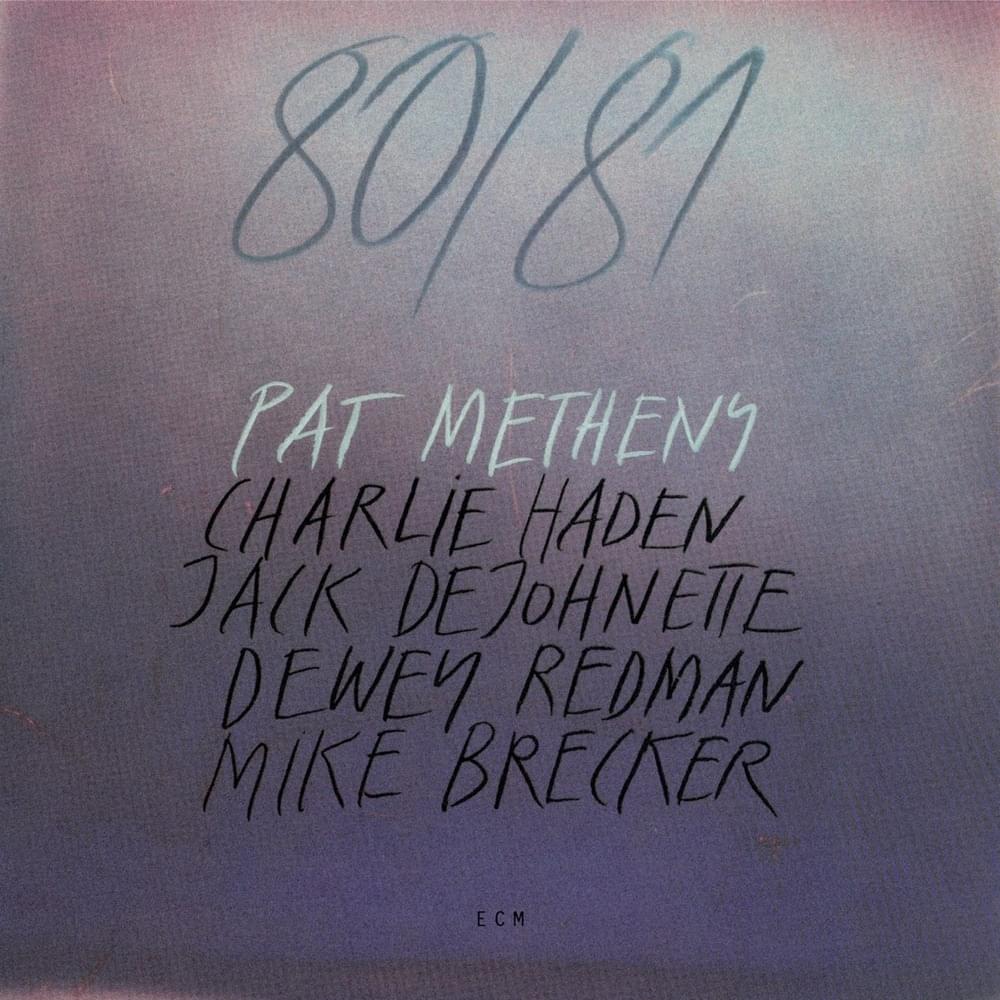 80/81
PAT METHENY
CHARLIE HADEN
JACK DEJOHNETTE
DEWEY REDMAN
MIKE BRECKER
ECM